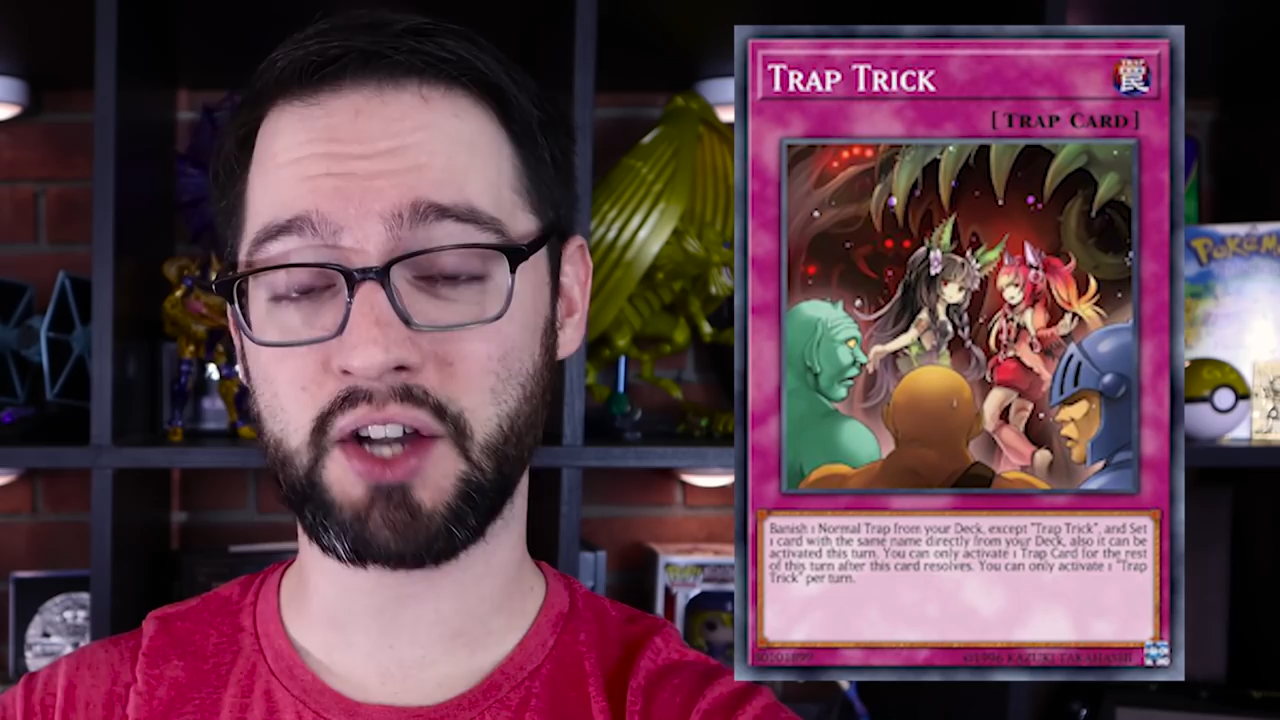 TRAP TRICK
TRAP
[ TRAP CARD ]
Banish 1 Normal Trap from your Deck, except "Trap Trick", and Set
1 card with the same name directly from your Deck, also it can be
activated this turn. You can only activate 1 Trap Card for the rest
of this turn after this card resolves. You can only activate 1 "Trap
Trick" per turn.
©1996 KAZUKI TAKAHASHI